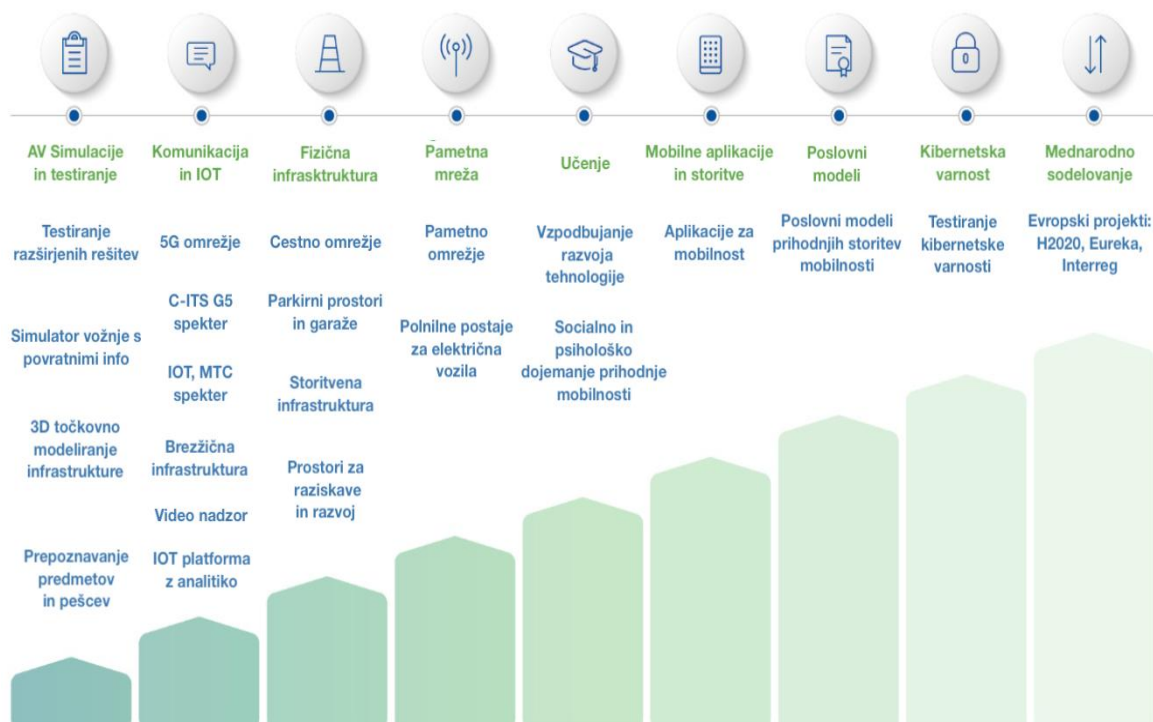 AV Simulacije
in testiranje
Komunikacija
in IOT
Fizična
infrasktruktura
Pametna
mreža
Učenje
Mobilne aplikacije
in storitve
Poslovni
modeli
Kibernetska
varnost
Mednarodno
sodelovanje
Testiranje
razširjenih rešitev
Simulator vožnje s
povratnimi info
3D točkovno
modeliranje
infrastrukture
Prepoznavanje
predmetov
in pešcev
5G omrežje
C-ITS G5
spekter
IOT, MTC
spekter
Brezžična
infrastruktura
Video nadzor
IOT platforma
z analitiko
Cestno omrežje
Parkirni prostori
in garaže
Storitvena
infrastruktura
Prostori za
raziskave
in razvoj
Pametno
omrežje
Polnilne postaje
za električna
vozila
Vzpodbujanje
razvoja
tehnologije
Socialno in
psihološko
dojemanje prihodnje
mobilnosti
Aplikacije za
mobilnost
Poslovni modeli
prihodnjih storitev
mobilnosti
Testiranje
kibernetske
varnosti
Evropski projekti:
H2020, Eureka,
Interreg